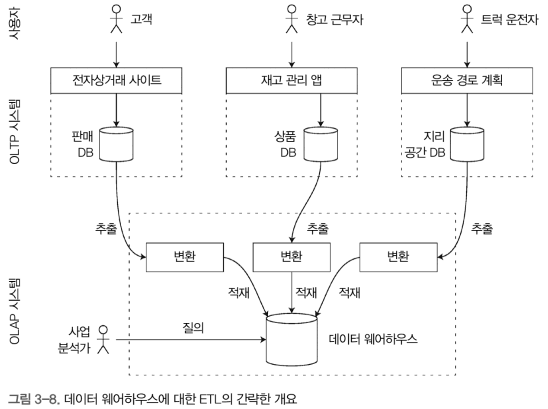 사용자
고객
창고 근무자
트럭 운전자
전자상거래 사이트
재고 관리 앱
운송 경로 계획
OLTP 시스템
판매
DB
상품
DB
지리
공간 DB
추출
추출
추출
변환
변환
변환
OLAP 시스템
적재
적재
적재
사업
분석가
질의
데이터 웨어하우스
그림 3-8. 데이터 웨어하우스에 대한 ETL의 간략한 개요